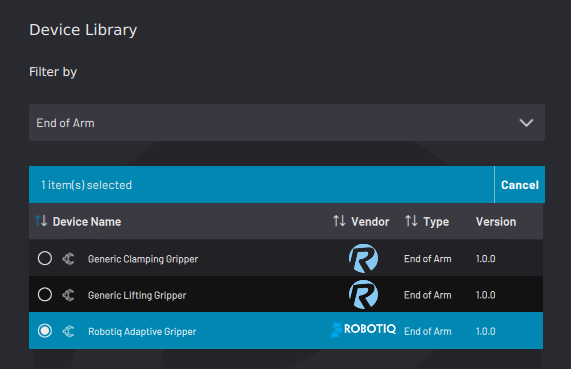 Device Library
Filter by
End of Arm
1 item(s) selected Cancel
Device Name Vendor Type Version
Generic Clamping Gripper R End of Arm 1.0.0
Generic Lifting Gripper R End of Arm 1.0.0
Robotiq Adaptive Gripper ROBOTIQ End of Arm 1.0.0